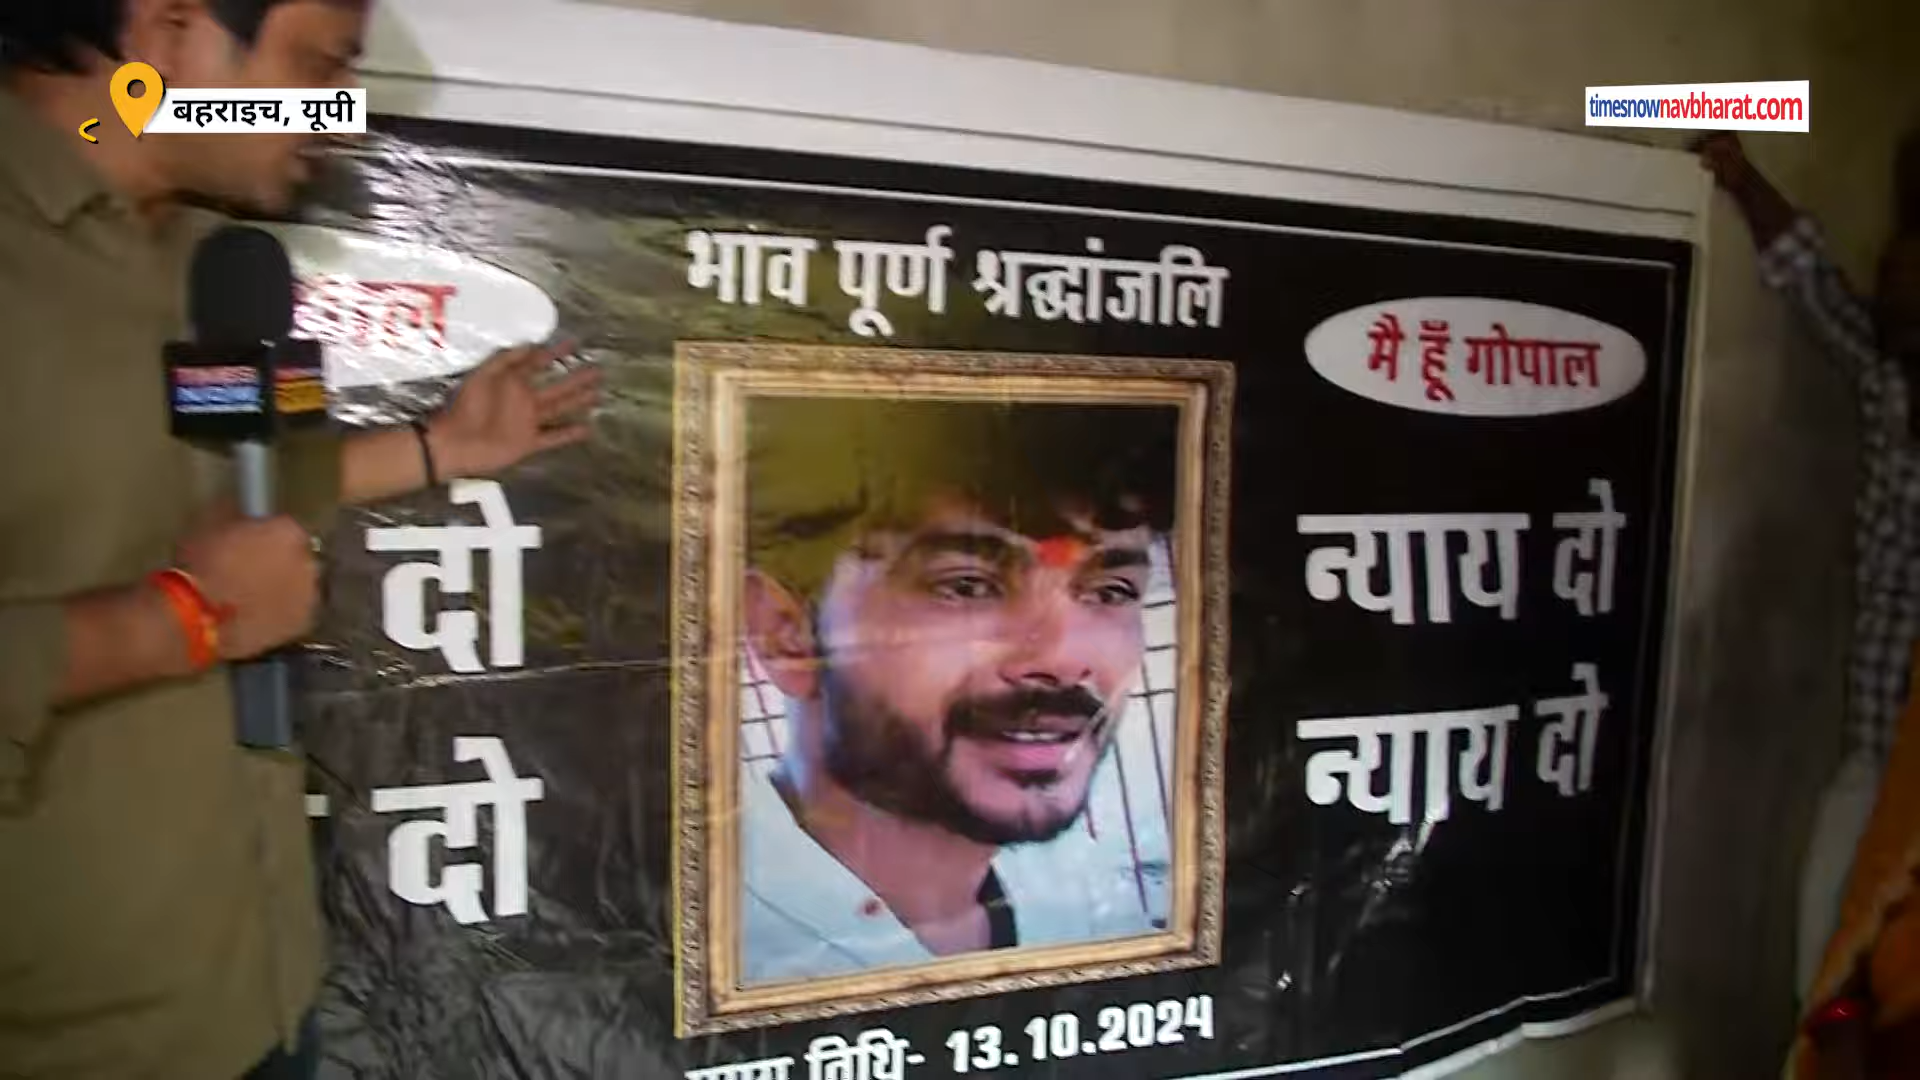 बहराइच, यूपी
timesnownavbharat.com
भाव पूर्ण श्रद्धांजलि
मै हूँ गोपाल
दो
न्याय दो
दो
न्याय दो
तिथि- 13.10.2024